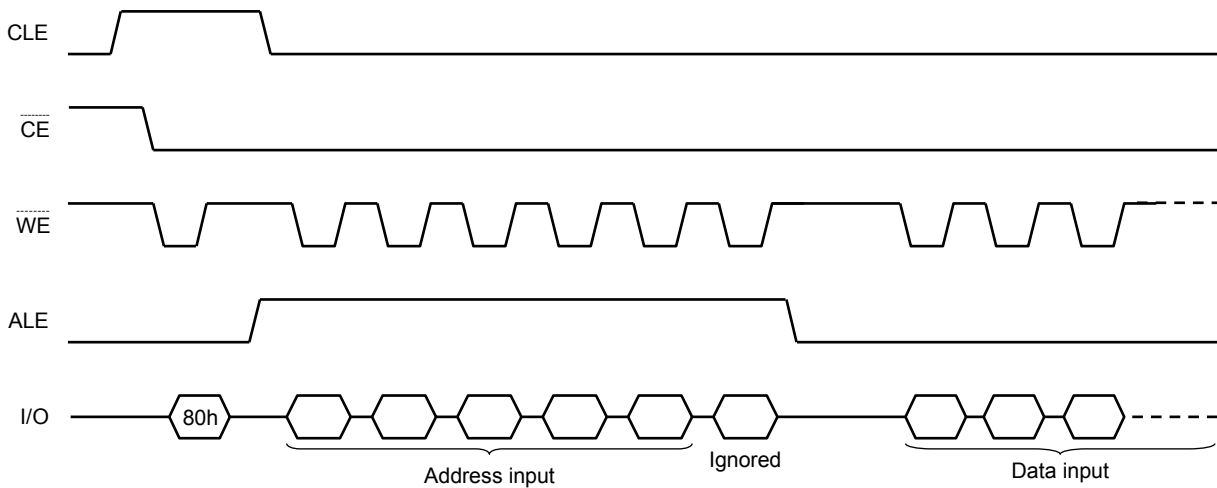 CLE
CE
WE
ALE
I/O
80h
Address input
Ignored
Data input